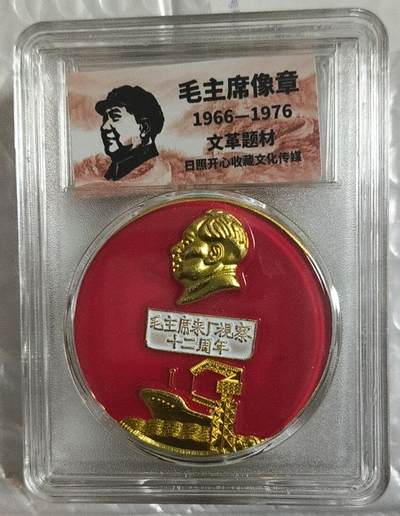 毛主席像章
1966—1976
文革题材
日照开心收藏文化传媒
毛主席来厂視察
十二周年